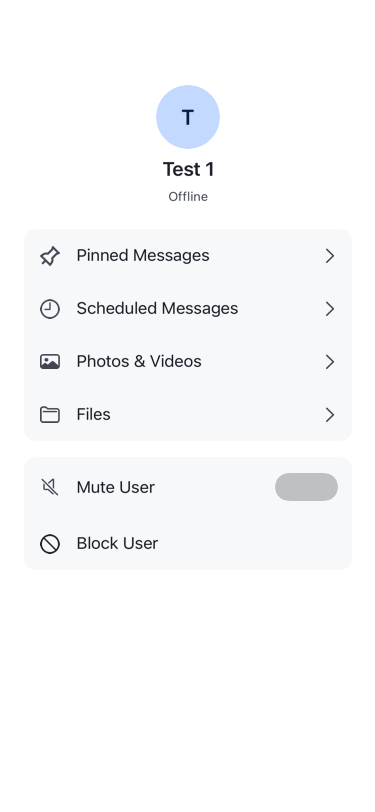 T
Test 1
Offline
Pinned Messages
Scheduled Messages
Photos & Videos
Files
Mute User
Block User